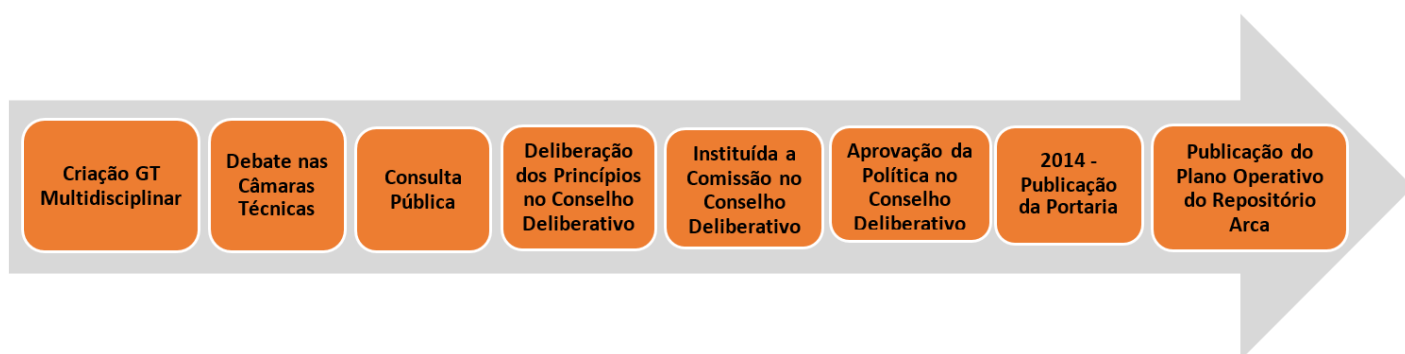 Criação GT
Multidisciplinar
Debate nas
Câmaras
Técnicas
Consulta
Pública
Deliberação
dos Princípios
no Conselho
Deliberativo
Instituída a
Comissão no
Conselho
Deliberativo
Aprovação da
Política no
Conselho
Deliberativo
2014 -
Publicação
da Portaria
Publicação do
Plano Operativo
do Repositório
Arca